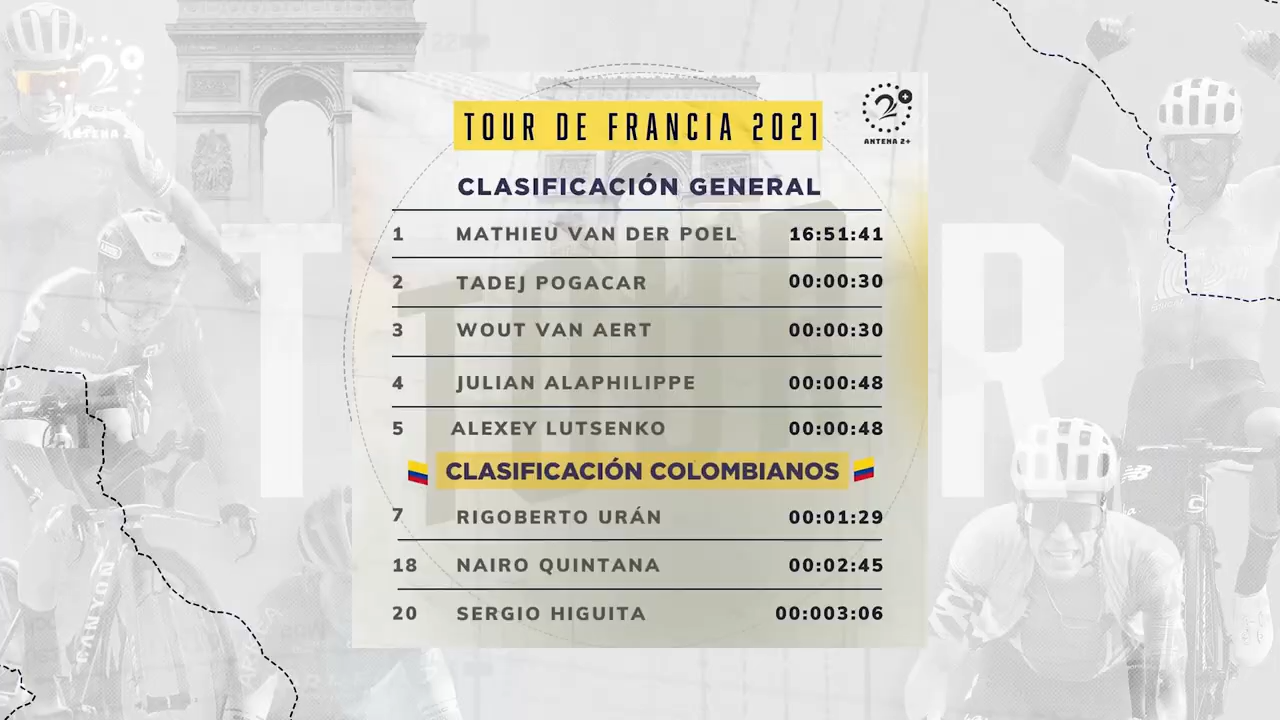 TOUR DE FRANCIA 2021
2+
ANTENA 2+
CLASIFICACIÓN GENERAL
1 MATHIEU VAN DER POEL 16:51:41
2 TADEJ POGACAR 00:00:30
3 WOUT VAN AERT 00:00:30
4 JULIAN ALAPHILIPPE 00:00:48
5 ALEXEY LUTSENKO 00:00:48
CLASIFICACIÓN COLOMBIANOS
7 RIGOBERTO URÁN 00:01:29
18 NAIRO QUINTANA 00:02:45
20 SERGIO HIGUITA 00:003:06
TOUR
CANYON